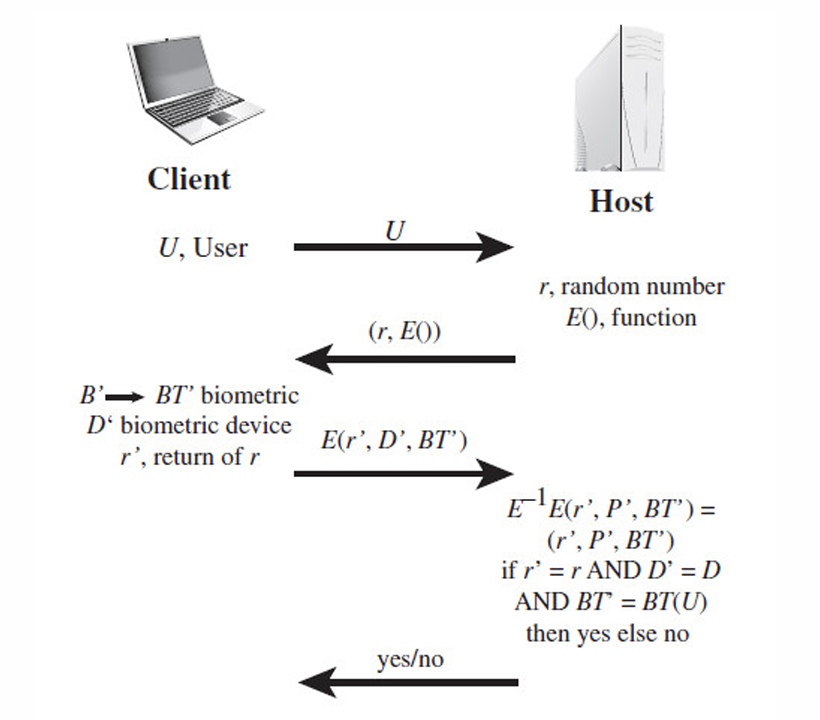 Client
Host
U, User
U
r, random number
E(), function
(r, E())
B’ BT’ biometric
D‘ biometric device
r’, return of r
E(r’, D’, BT’)
E⁻¹E(r’, P’, BT’) =
(r’, P’, BT’)
if r’ = r AND D’ = D
AND BT’ = BT(U)
then yes else no
yes/no